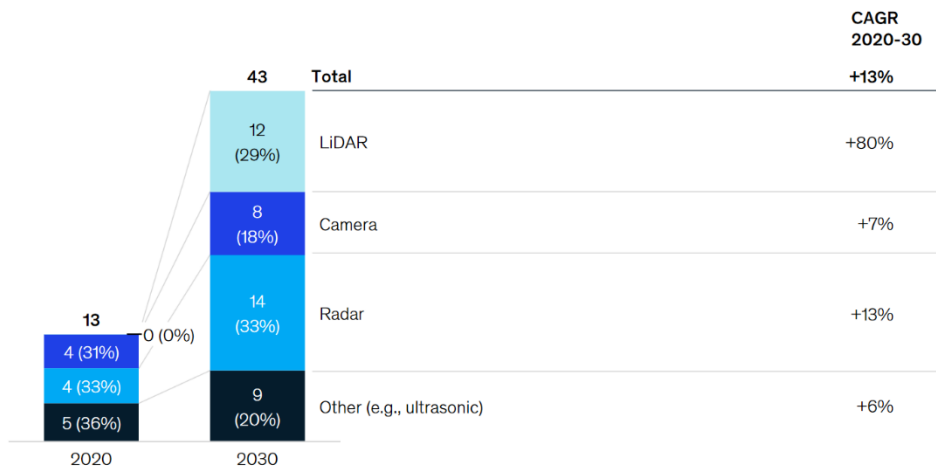 CAGR
2020-30
43 Total +13%
12
(29%)
LiDAR +80%
8
(18%)
Camera +7%
14
(33%)
Radar +13%
9
(20%)
Other (e.g., ultrasonic) +6%
13
0 (0%)
4 (31%)
4 (33%)
5 (36%)
2020 2030